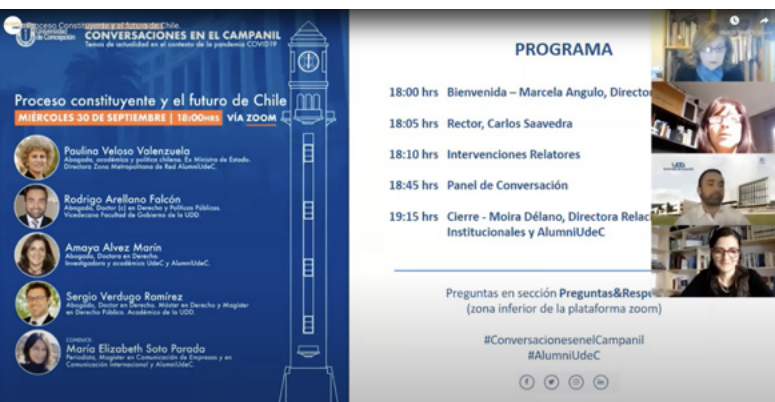 Proceso Constituyente y el futuro de Chile.
Universidad de Concepción
CONVERSACIONES EN EL CAMPANIL
Temas de actualidad en el contexto de la pandemia COVID19
Proceso constituyente y el futuro de Chile
MIÉRCOLES 30 DE SEPTIEMBRE | 18:00HRS VÍA ZOOM
Paulina Veloso Valenzuela
Abogada, académica y política chilena. Ex Ministra de Estado.
Directora Zona Metropolitana de Red AlumniUdeC.
Rodrigo Arellano Falcón
Abogado, Doctor (c) en Derecho y Políticas Públicas.
Vicedecano Facultad de Gobierno de la UDD.
Amaya Alvez Marín
Abogada, Doctora en Derecho.
Investigadora y académica UdeC y AlumniUdeC.
Sergio Verdugo Ramírez
Abogado, Doctor en Derecho, Máster en Derecho y Magíster
en Derecho Público. Académico de la UDD.
CONDUCE:
María Elizabeth Soto Parada
Periodista, Magíster en Comunicación de Empresas y en
Comunicación Internacional y AlumniUdeC.
PROGRAMA
18:00 hrs Bienvenida – Marcela Angulo, Director
18:05 hrs Rector, Carlos Saavedra
18:10 hrs Intervenciones Relatores
18:45 hrs Panel de Conversación
19:15 hrs Cierre - Moira Délano, Directora Relac
Institucionales y AlumniUdeC
Preguntas en sección Preguntas&Resp
(zona inferior de la plataforma zoom)
#ConversacionesenelCampanil
#AlumniUdeC
UDD